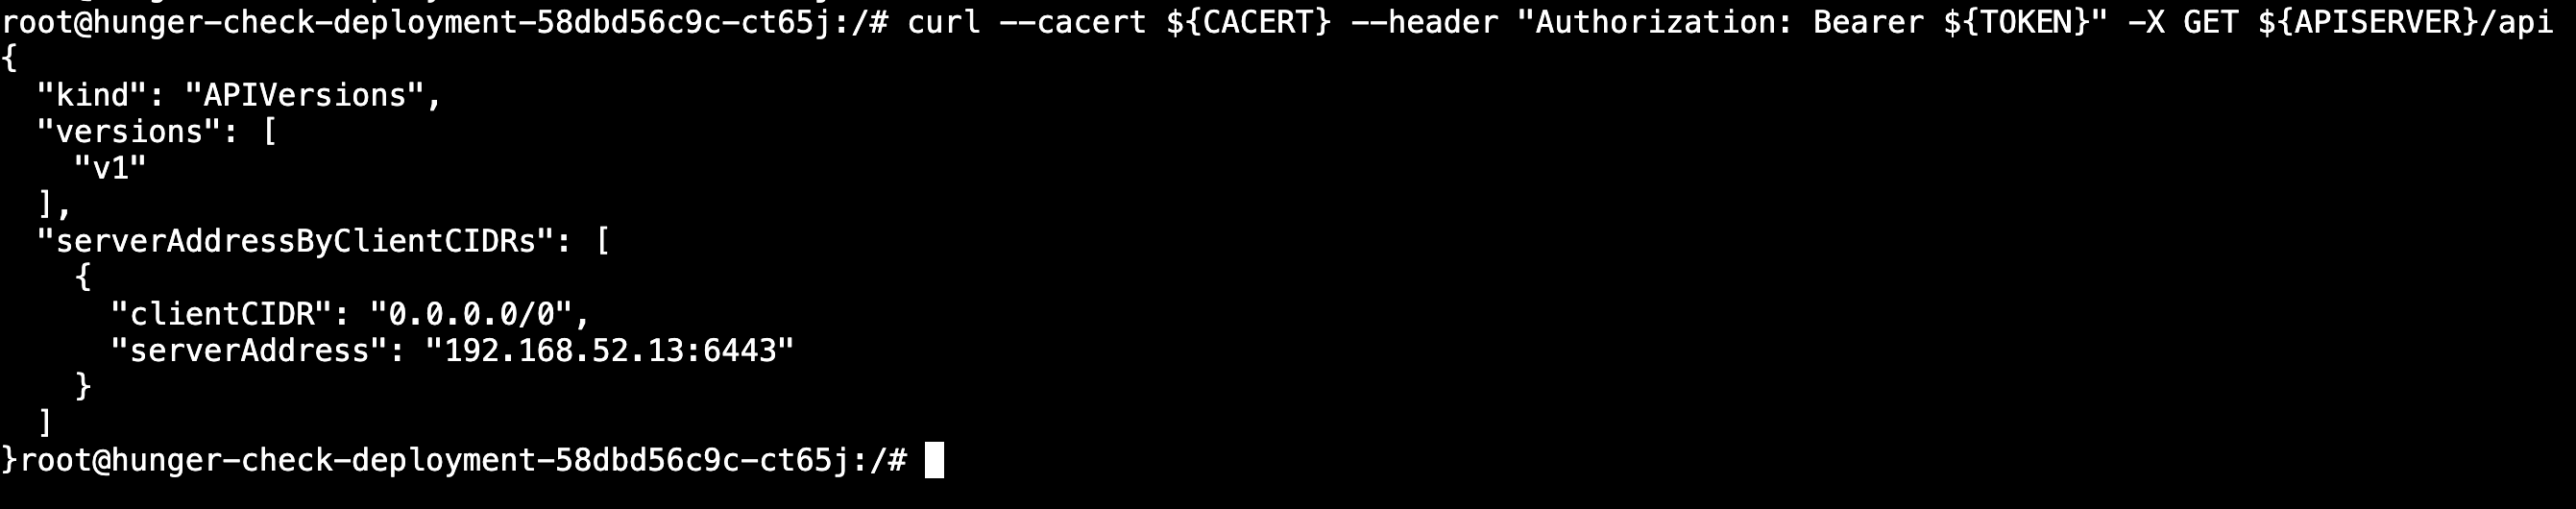 root@hunger-check-deployment-58dbd56c9c-ct65j:/# curl --cacert ${CACERT} --header "Authorization: Bearer ${TOKEN}" -X GET ${APISERVER}/api
{
  "kind": "APIVersions",
  "versions": [
    "v1"
  ],
  "serverAddressByClientCIDRs": [
    {
      "clientCIDR": "0.0.0.0/0",
      "serverAddress": "192.168.52.13:6443"
    }
  ]
}root@hunger-check-deployment-58dbd56c9c-ct65j:/#